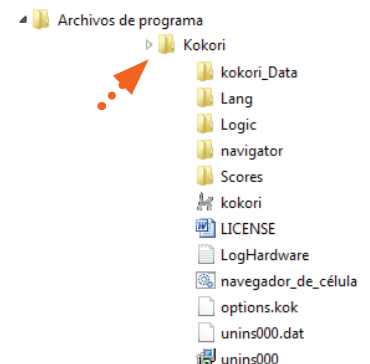 Archivos de programa
Kokori
kokori_Data
Lang
Logic
navigator
Scores
kokori
LICENSE
LogHardware
navegador_de_célula
options.kok
unins000.dat
unins000